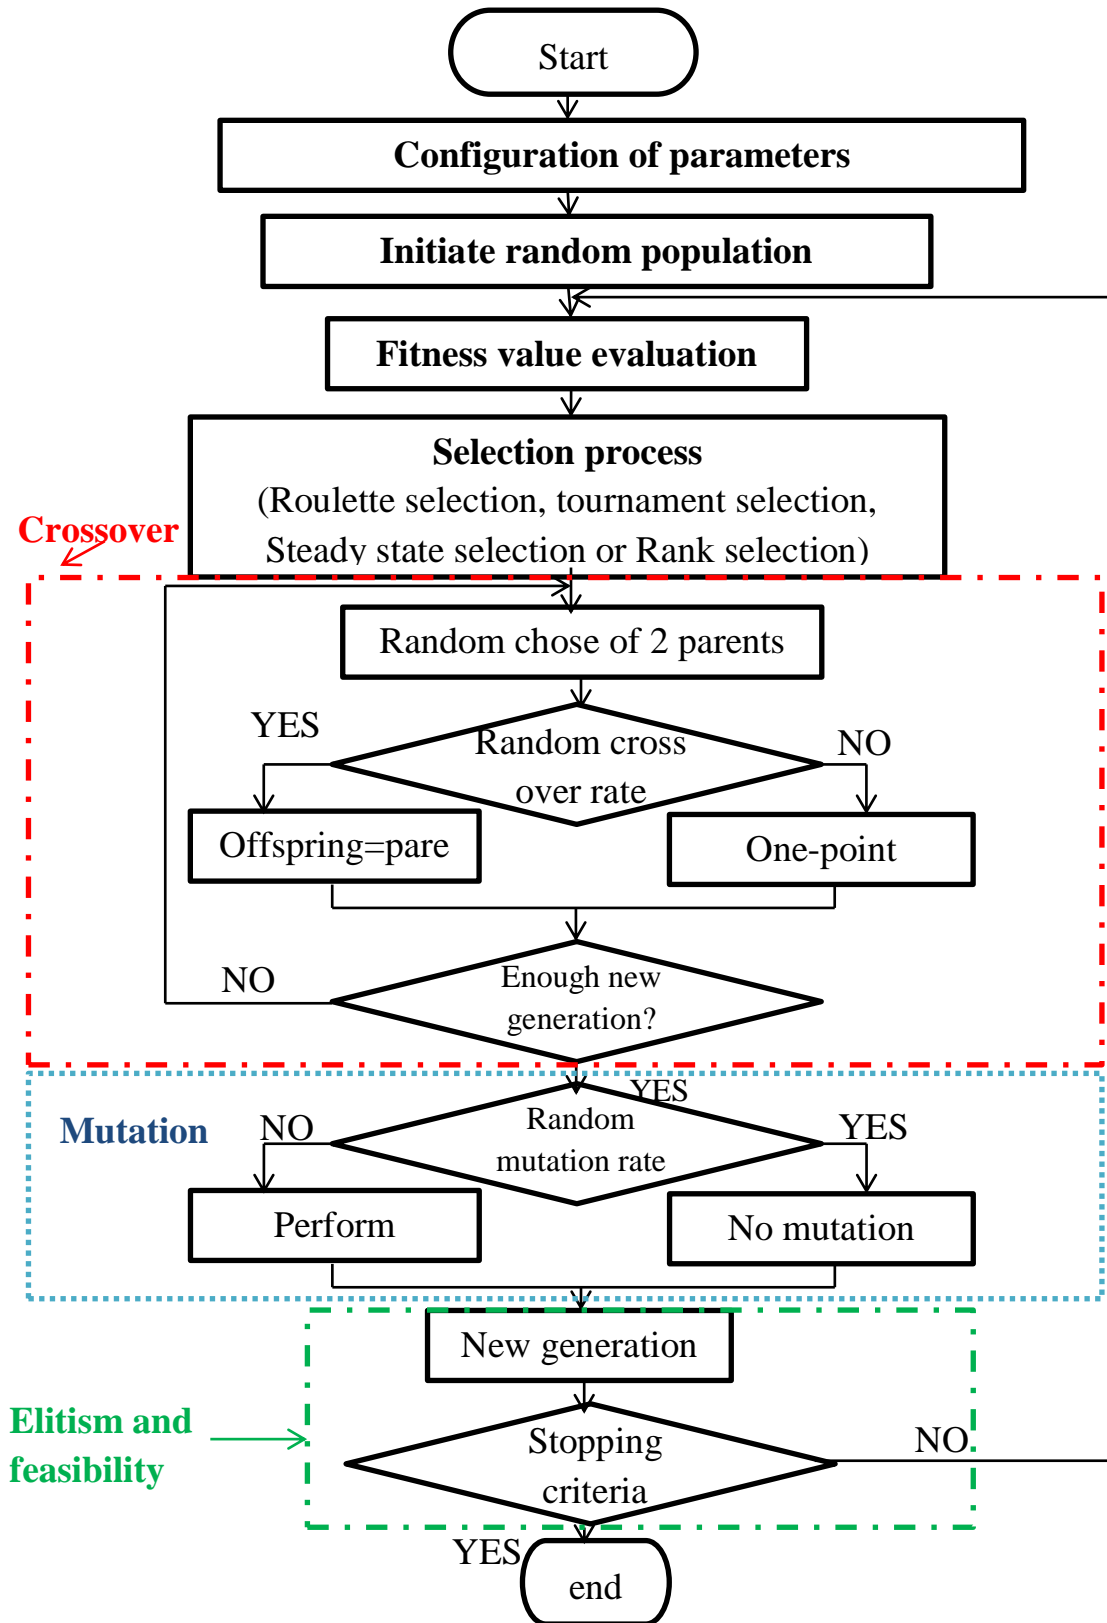 Start
Configuration of parameters
Initiate random population
Fitness value evaluation
Selection process
(Roulette selection, tournament selection,
Steady state selection or Rank selection)
Crossover
Random chose of 2 parents
YES
Random cross
over rate
NO
Offspring=pare
One-point
NO
Enough new
generation?
YES
Mutation
NO
Random
mutation rate
YES
Perform
No mutation
New generation
Elitism and
feasibility
Stopping
criteria
NO
YES
end